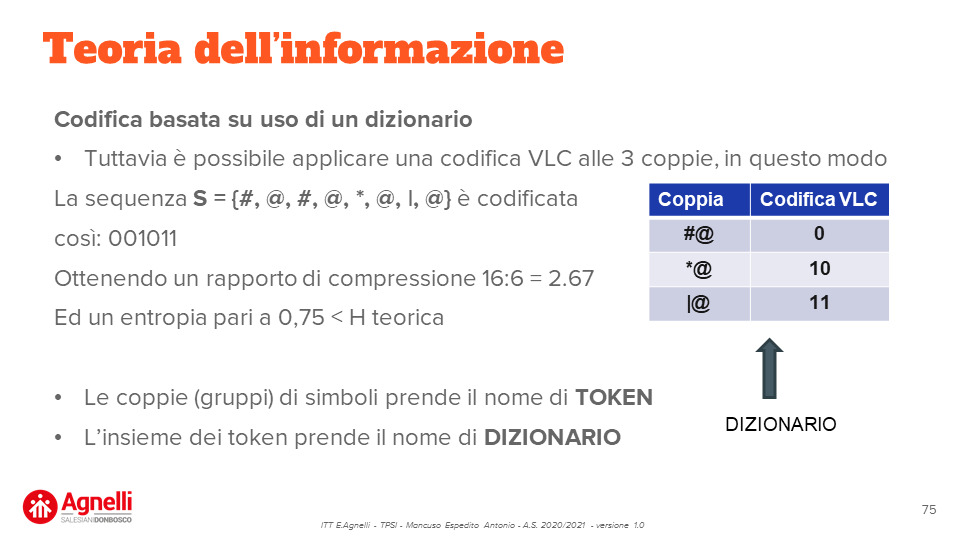 Teoria dell'informazione
Codifica basata su uso di un dizionario
• Tuttavia è possibile applicare una codifica VLC alle 3 coppie, in questo modo
La sequenza S = {#, @, #, @, *, @, |, @} è codificata
così: 001011
Ottenendo un rapporto di compressione 16:6 = 2.67
Ed un entropia pari a 0,75 < H teorica
Coppia Codifica VLC
#@ 0
*@ 10
|@ 11
DIZIONARIO
• Le coppie (gruppi) di simboli prende il nome di TOKEN
• L'insieme dei token prende il nome di DIZIONARIO
Agnelli
SALESIANI DONBOSCO
ITT E.Agnelli - TPSI - Mancuso Espedito Antonio - A.S. 2020/2021 - versione 1.0
75